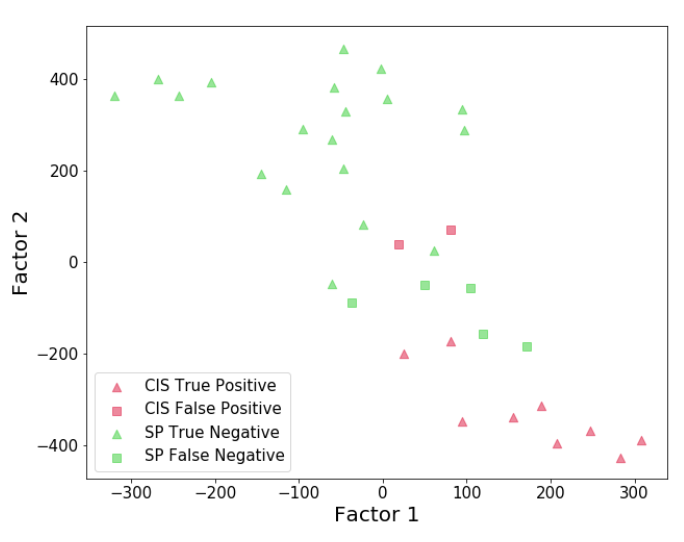 400
200
0
−200
−400
Factor 2
CIS True Positive
CIS False Positive
SP True Negative
SP False Negative
−300
−200
−100
0
100
200
300
Factor 1